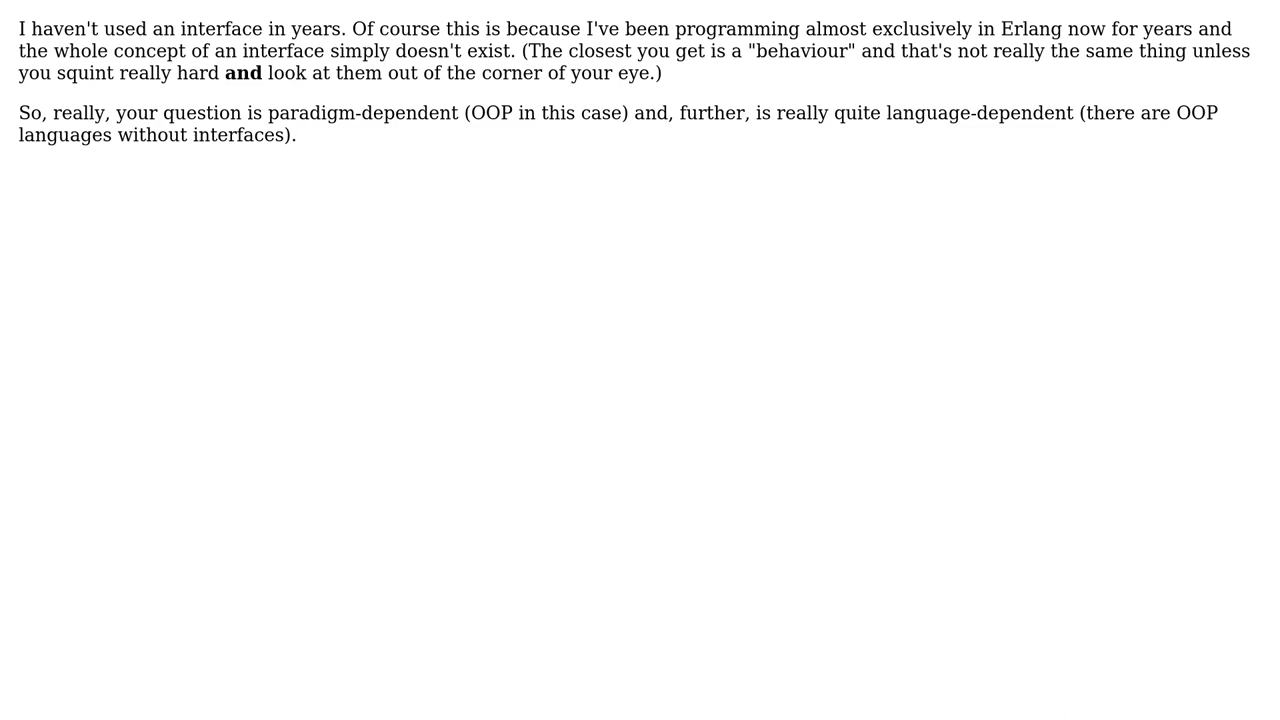 I haven't used an interface in years. Of course this is because I've been programming almost exclusively in Erlang now for years and
the whole concept of an interface simply doesn't exist. (The closest you get is a "behaviour" and that's not really the same thing unless
you squint really hard and look at them out of the corner of your eye.)
So, really, your question is paradigm-dependent (OOP in this case) and, further, is really quite language-dependent (there are OOP
languages without interfaces).